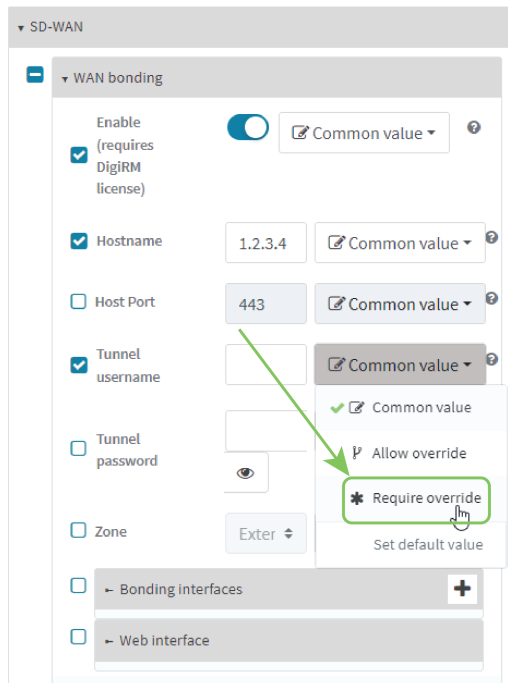 SD-WAN
WAN bonding
Enable
(requires
DigiRM
license)
Common value
Hostname
1.2.3.4
Common value
Host Port
443
Common value
Tunnel
username
Common value
Common value
Allow override
Tunnel
password
Require override
Zone
Exter
Set default value
Bonding interfaces
Web interface